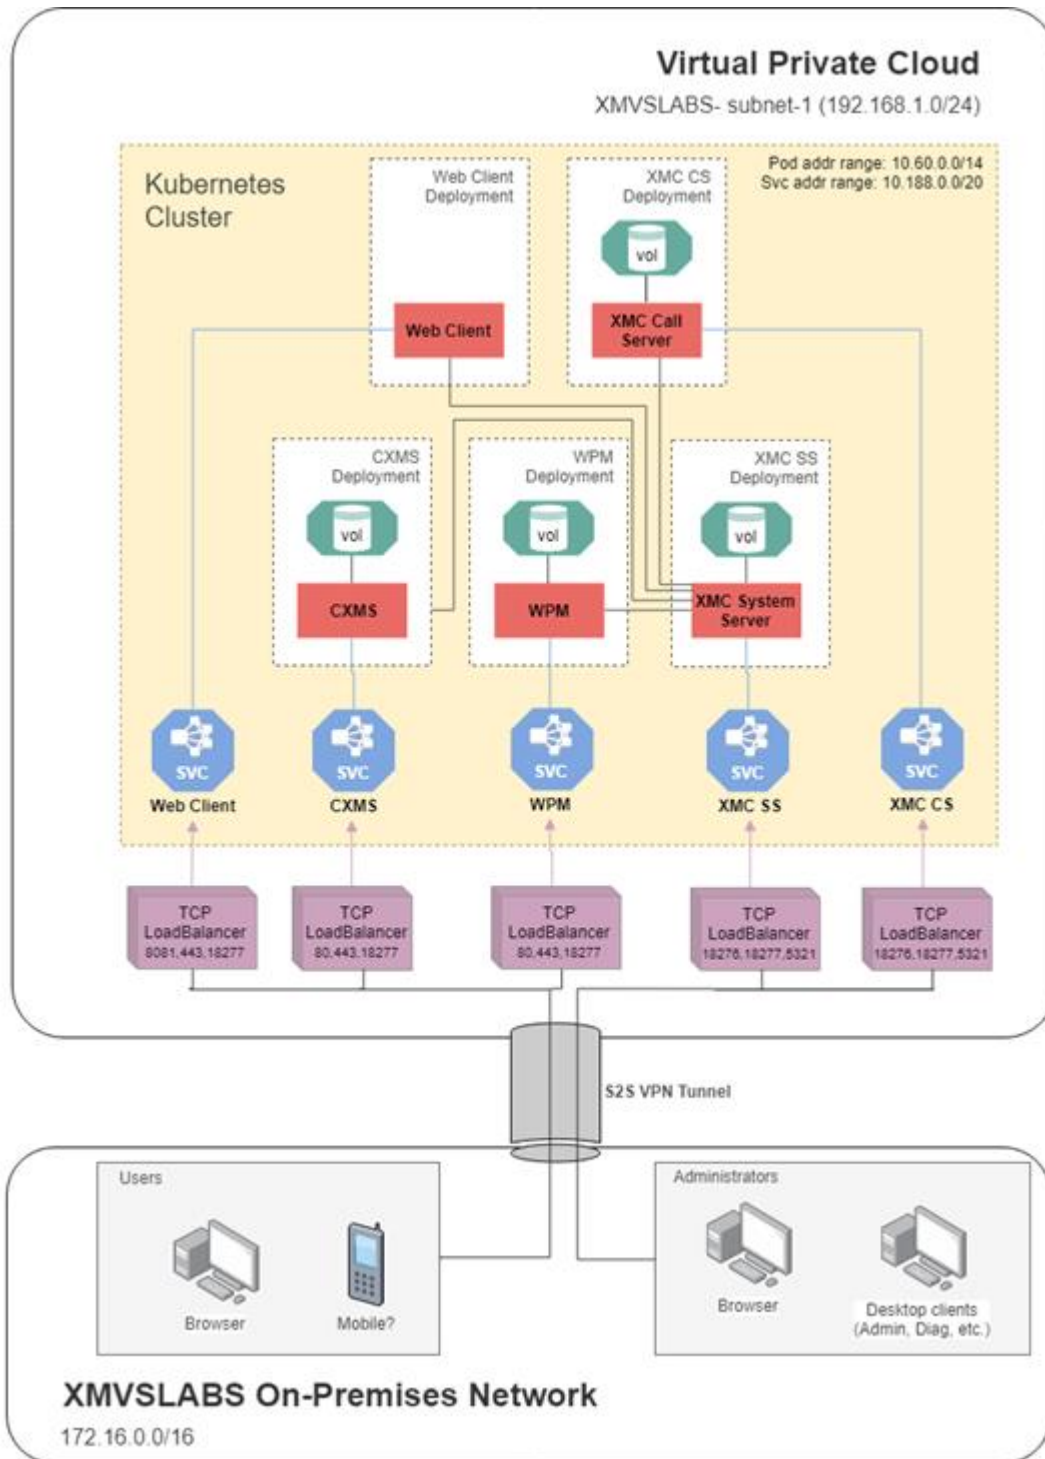 Virtual Private Cloud
XMVSLABS- subnet-1 (192.168.1.0/24)
Pod addr range: 10.60.0.0/14
Svc addr range: 10.188.0.0/20
Kubernetes
Cluster
Web Client
Deployment
XMC CS
Deployment
vol
Web Client
XMC Call
Server
CXMS
Deployment
WPM
Deployment
XMC SS
Deployment
vol
vol
vol
CXMS
WPM
XMC System
Server
SVC
SVC
SVC
SVC
SVC
Web Client
CXMS
WPM
XMC SS
XMC CS
TCP
LoadBalancer
8081,443,18277
TCP
LoadBalancer
80,443,18277
TCP
LoadBalancer
80,443,18277
TCP
LoadBalancer
18276,18277,5321
TCP
LoadBalancer
18276,18277,5321
S2S VPN Tunnel
Users
Browser
Mobile?
Administrators
Browser
Desktop clients
(Admin, Diag, etc.)
XMVSLABS On-Premises Network
172.16.0.0/16